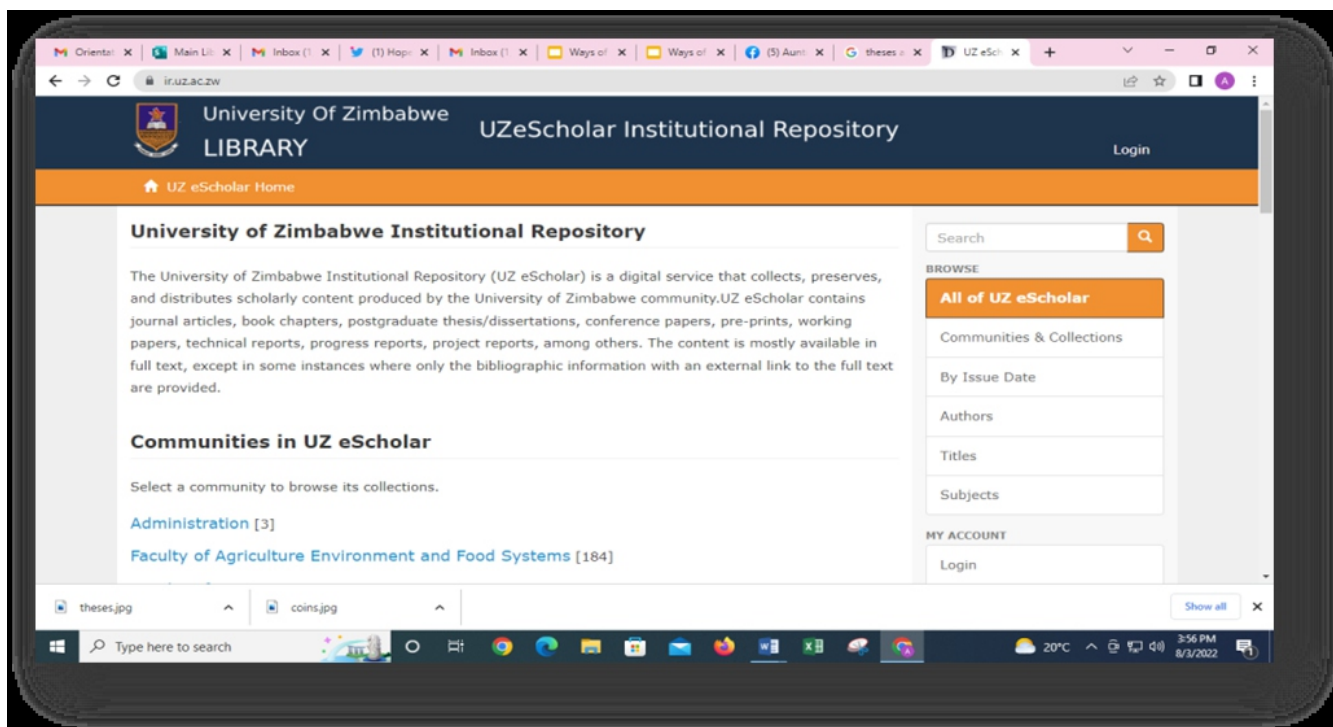 Orientat Main Lib Inbox (1 (1) Hope Inbox (1 Ways of Ways of (5) Aunt theses a UZ eSch
ir.uz.ac.zw
University Of Zimbabwe
LIBRARY
UZeScholar Institutional Repository
Login
UZ eScholar Home
University of Zimbabwe Institutional Repository
The University of Zimbabwe Institutional Repository (UZ eScholar) is a digital service that collects, preserves,
and distributes scholarly content produced by the University of Zimbabwe community.UZ eScholar contains
journal articles, book chapters, postgraduate thesis/dissertations, conference papers, pre-prints, working
papers, technical reports, progress reports, project reports, among others. The content is mostly available in
full text, except in some instances where only the bibliographic information with an external link to the full text
are provided.
Communities in UZ eScholar
Select a community to browse its collections.
Administration [3]
Faculty of Agriculture Environment and Food Systems [184]
Search
BROWSE
All of UZ eScholar
Communities & Collections
By Issue Date
Authors
Titles
Subjects
MY ACCOUNT
Login
theses.jpg coins.jpg Show all
Type here to search
20°C
3:56 PM
8/3/2022